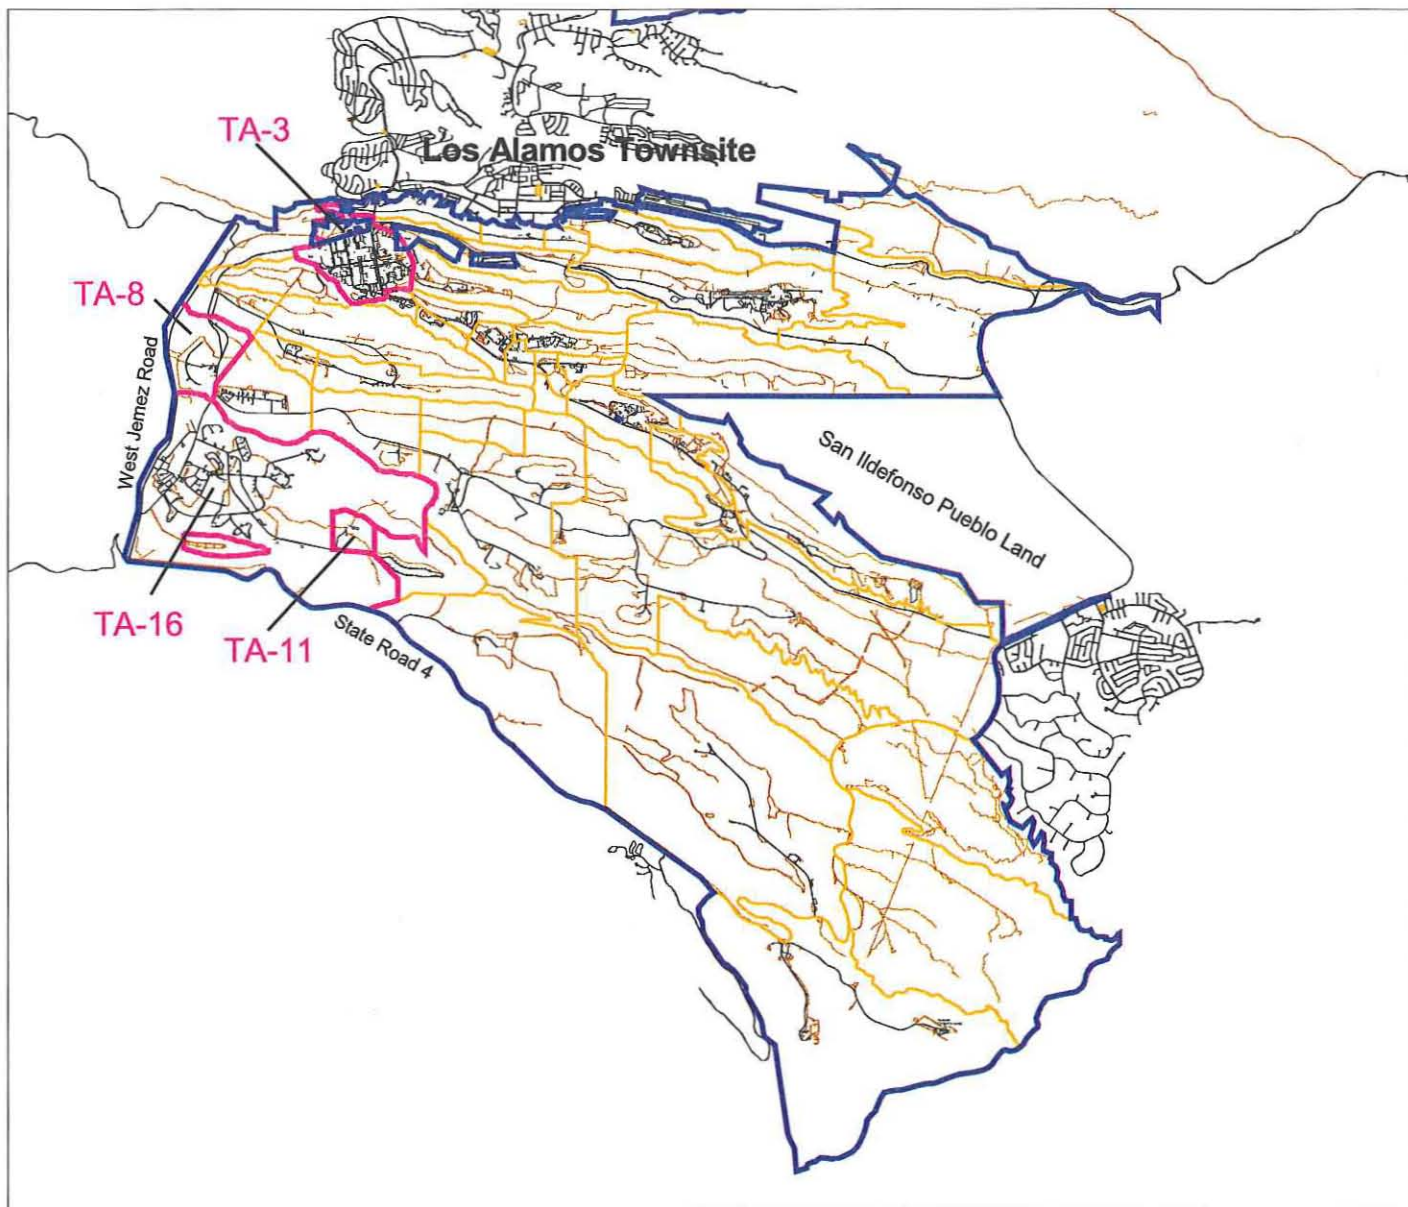 TA-3
Los Alamos Townsite
TA-8
West Jemez Road
San Ildefonso Pueblo Land
TA-16
TA-11
State Road 4